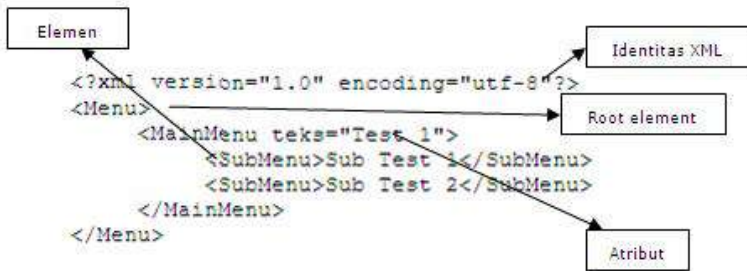 Elemen
Identitas XML
<?xml version="1.0" encoding="utf-8"?>
<Menu>
Root element
<MainMenu teks="Test 1">
<SubMenu>Sub Test 1</SubMenu>
<SubMenu>Sub Test 2</SubMenu>
</MainMenu>
</Menu>
Atribut